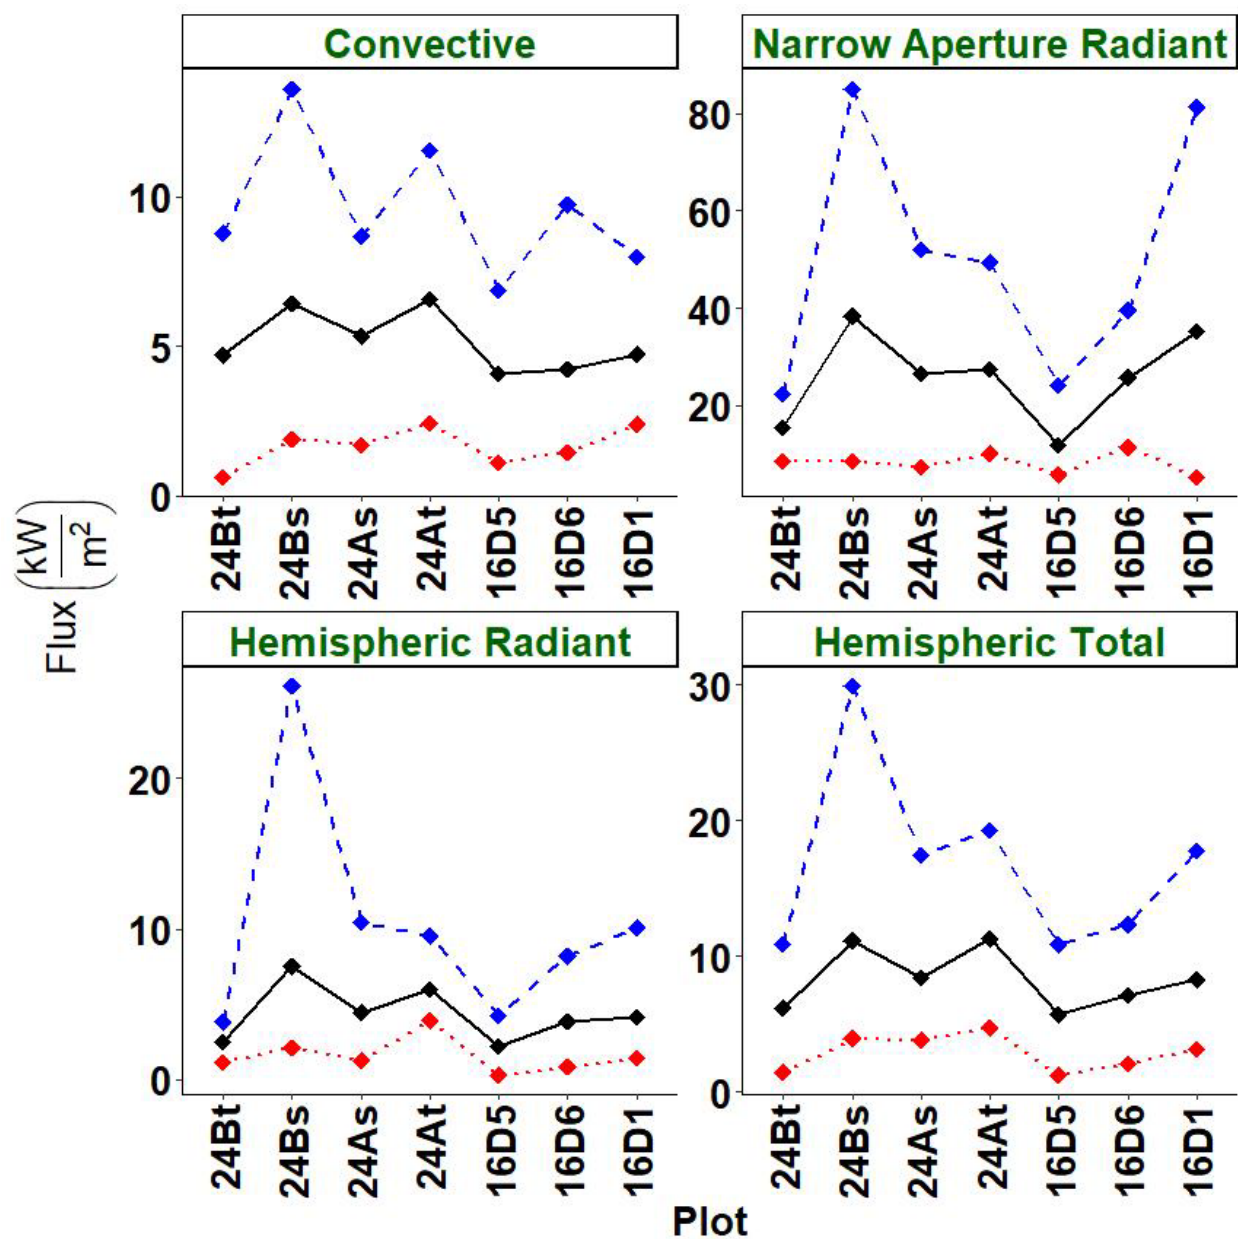 Convective
Narrow Aperture Radiant
10
5
0
80
60
40
20
24Bt
24Bs
24As
24At
16D5
16D6
16D1
24Bt
24Bs
24As
24At
16D5
16D6
16D1
Flux (kW/m²)
Hemispheric Radiant
Hemispheric Total
20
10
0
30
20
10
0
24Bt
24Bs
24As
24At
16D5
16D6
16D1
24Bt
24Bs
24As
24At
16D5
16D6
16D1
Plot